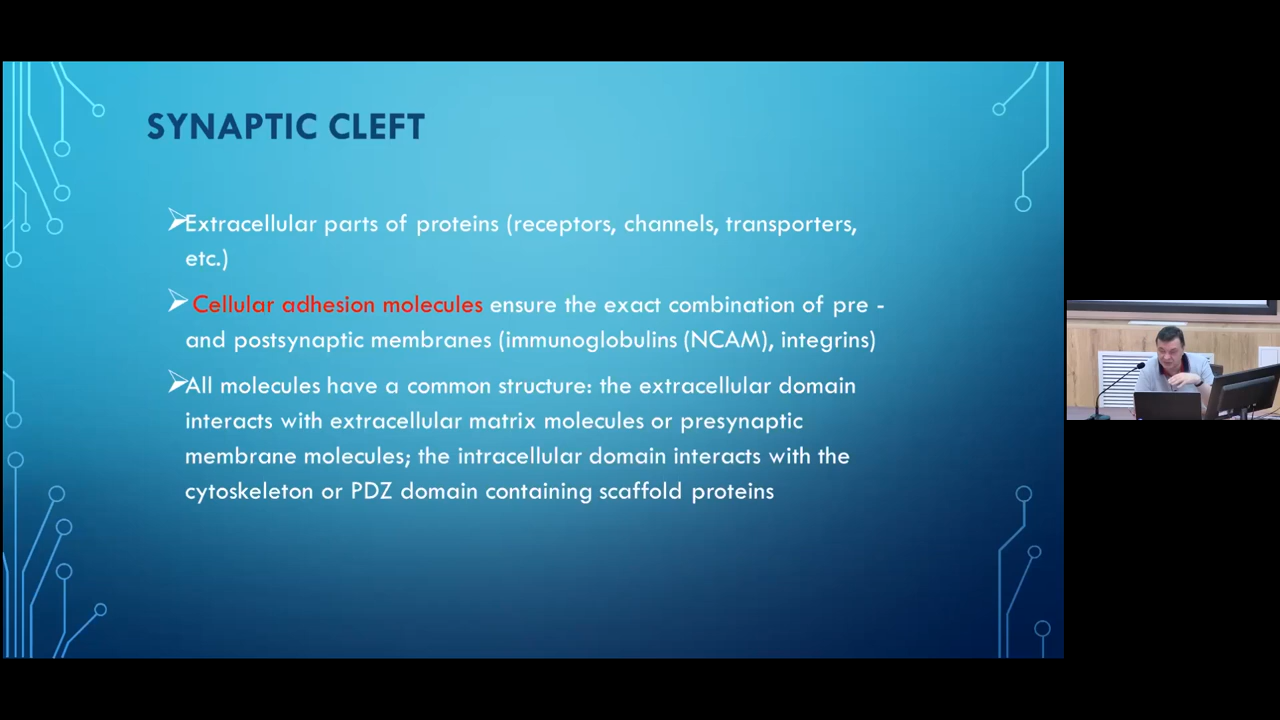 SYNAPTIC CLEFT
Extracellular parts of proteins (receptors, channels, transporters,
etc.)
Cellular adhesion molecules ensure the exact combination of pre -
and postsynaptic membranes (immunoglobulins (NCAM), integrins)
All molecules have a common structure: the extracellular domain
interacts with extracellular matrix molecules or presynaptic
membrane molecules; the intracellular domain interacts with the
cytoskeleton or PDZ domain containing scaffold proteins